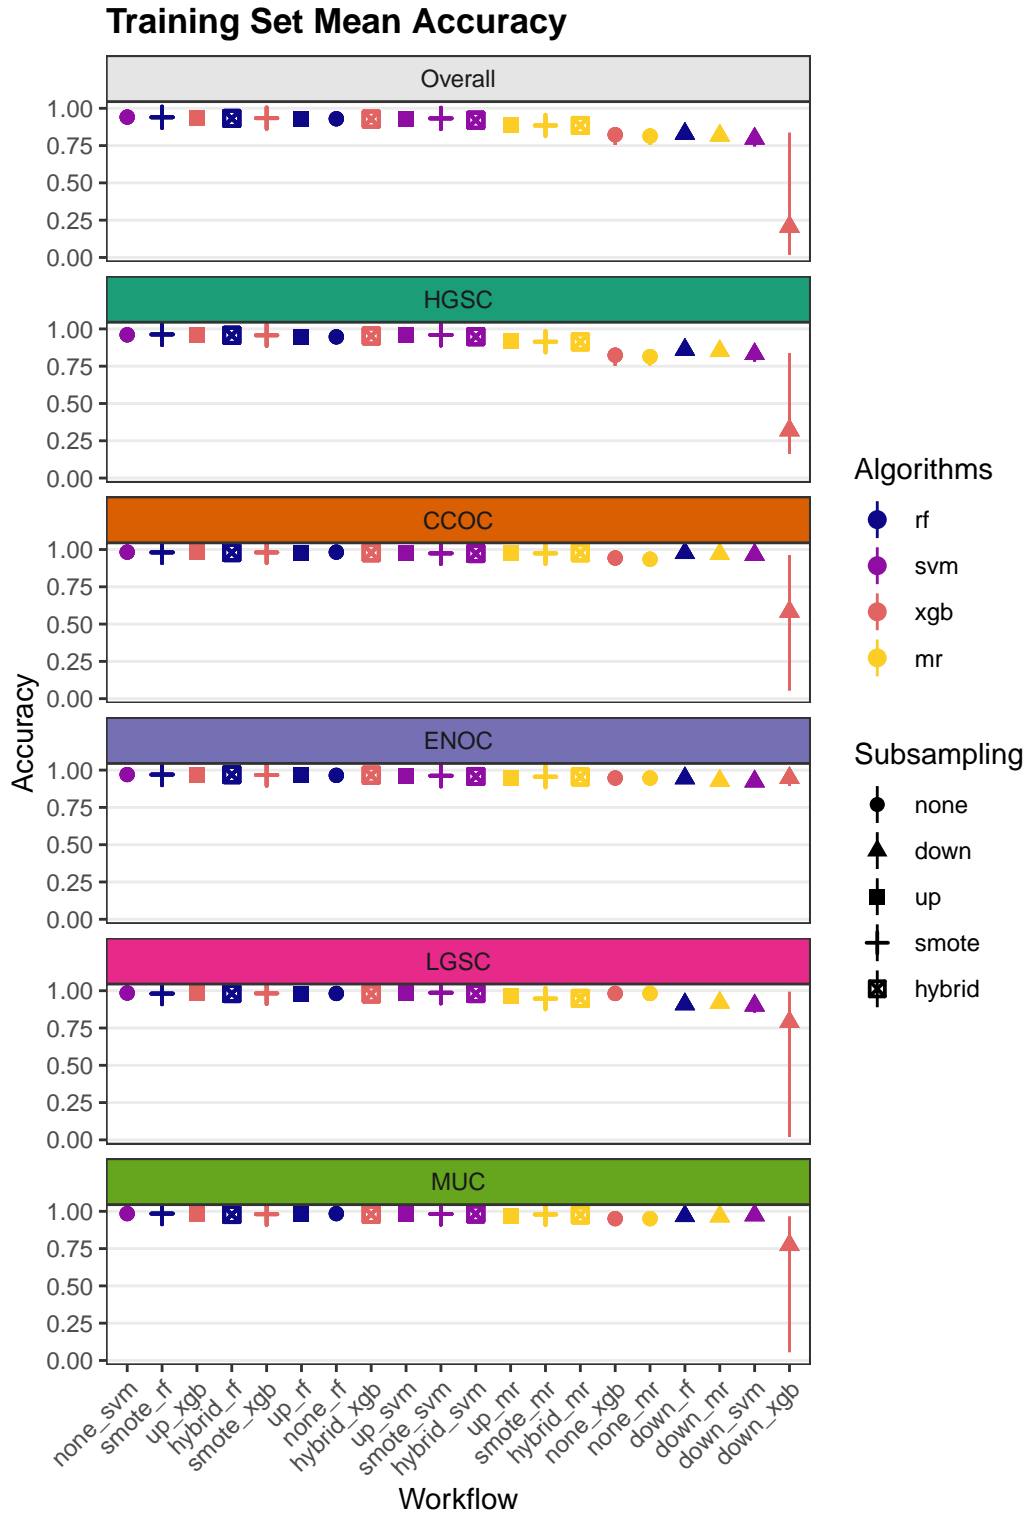 Training Set Mean Accuracy
Overall
1.00
0.75
0.50
0.25
0.00
HGSC
1.00
0.75
0.50
0.25
0.00
CCOC
1.00
0.75
0.50
0.25
0.00
ENOC
1.00
0.75
0.50
0.25
0.00
LGSC
1.00
0.75
0.50
0.25
0.00
MUC
1.00
0.75
0.50
0.25
0.00
Accuracy
none_svm
smote_rf
up_xgb
hybrid_rf
smote_xgb
up_rf
none_rf
hybrid_xgb
up_svm
smote_svm
hybrid_svm
up_mr
smote_mr
hybrid_mr
none_xgb
none_mr
down_rf
down_mr
down_svm
down_xgb
Workflow
Algorithms
rf
svm
xgb
mr
Subsampling
none
down
up
smote
hybrid